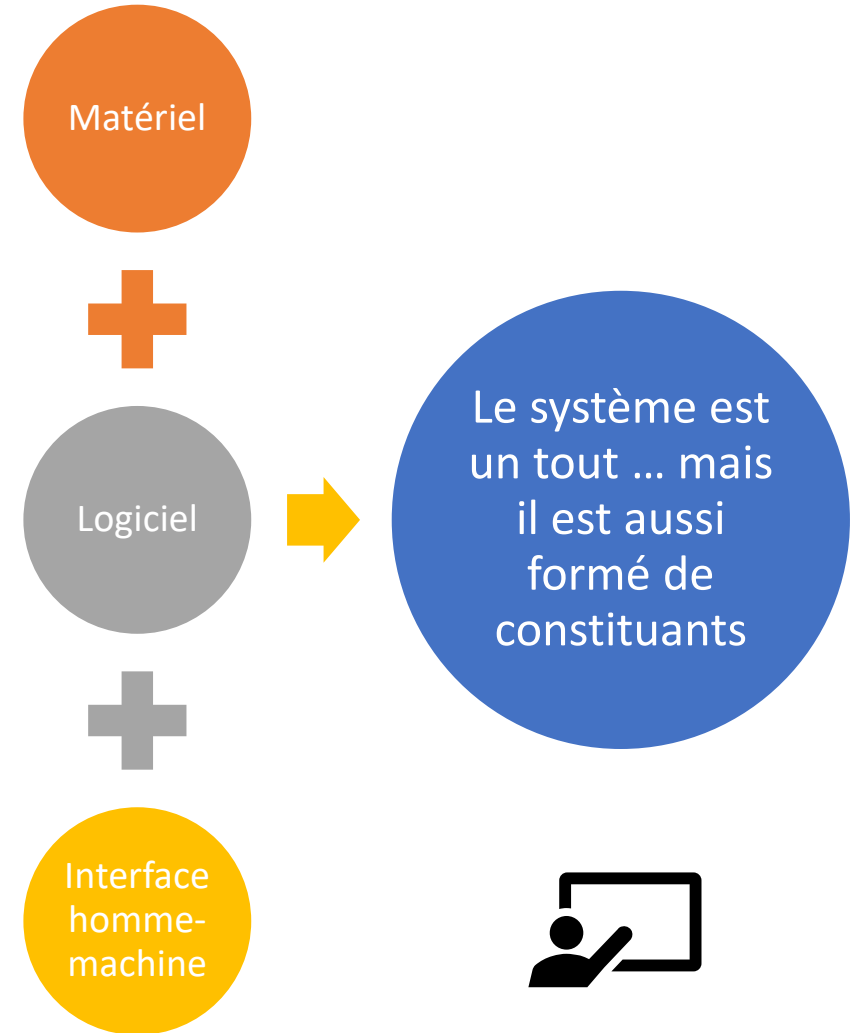 Matériel
Logiciel
Interface
homme-
machine
Le système est
un tout … mais
il est aussi
formé de
constituants